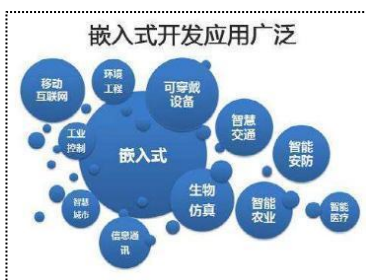 嵌入式开发应用广泛
移动
互联网
环境
工程
可穿戴
设备
智慧
交通
工业
控制
嵌入式
智能
安防
生物
仿真
智慧
城市
智能
农业
智能
医疗
信息通
讯